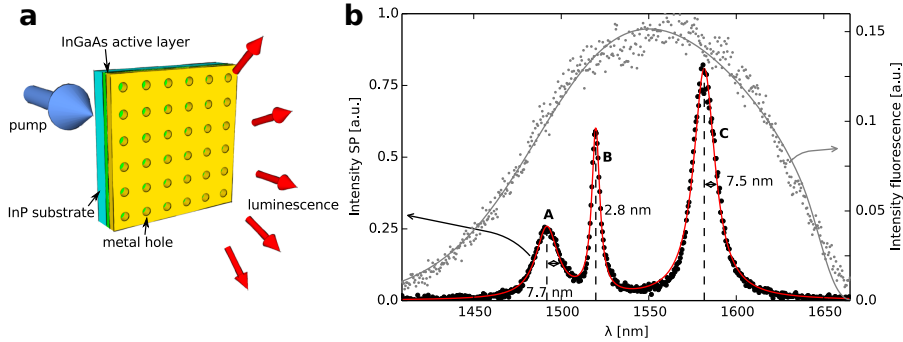 a
InGaAs active layer
pump
InP substrate
metal hole
luminescence
b
Intensity SP [a.u.]
1.0
0.75
0.5
0.25
0.0
A
B
C
7.7 nm
2.8 nm
7.5 nm
1450
1500
1550
1600
1650
λ [nm]
0.15
0.10
0.05
0.0
Intensity fluorescence [a.u.]